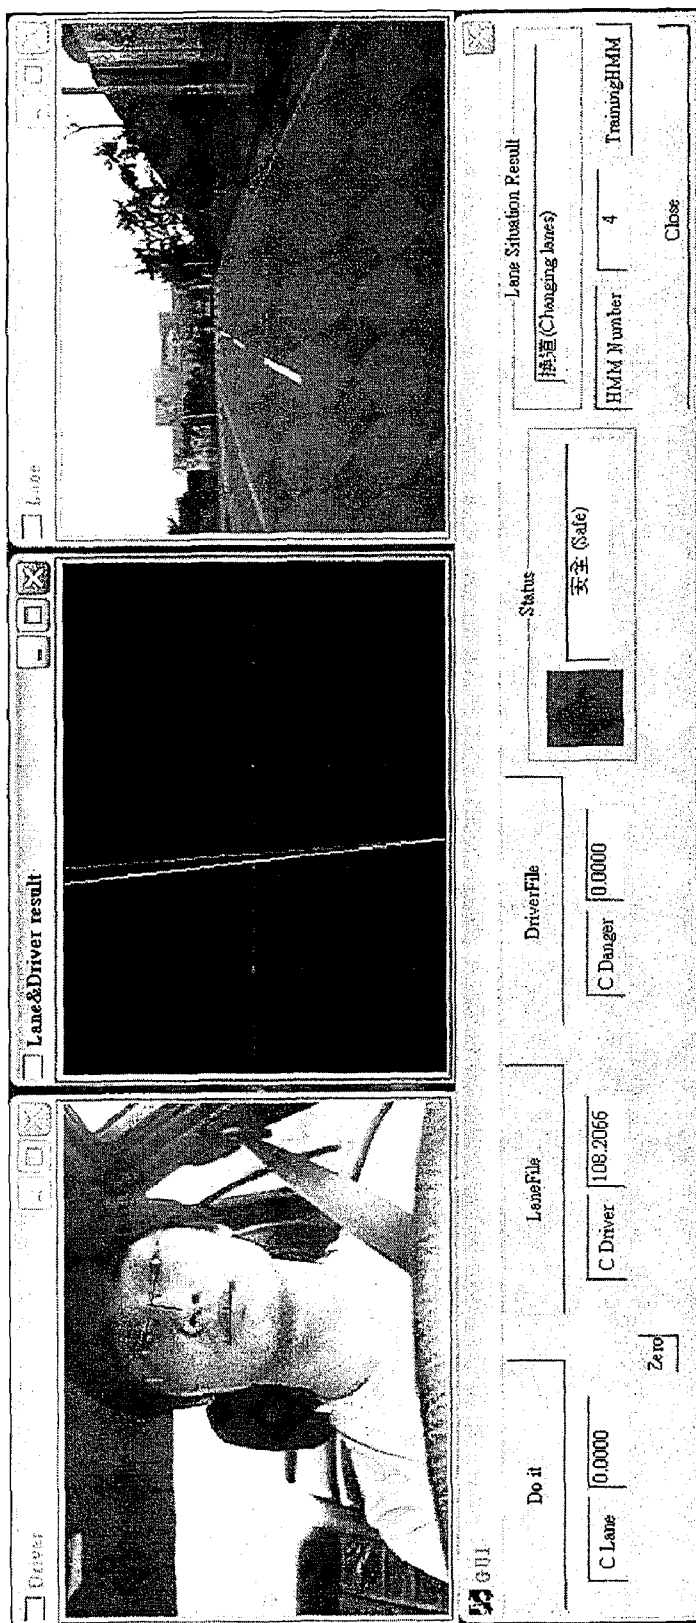 Driver
Lane&Driver result
Lane
GUI
Do it
LaneFile
DriverFile
Status
安全 (Safe)
Lane Situation Result
換道 (Changing lanes)
C Lane
0.0000
C Driver
108.2066
C Danger
0.0000
HMM Number
4
TrainingHMM
Zero
Close